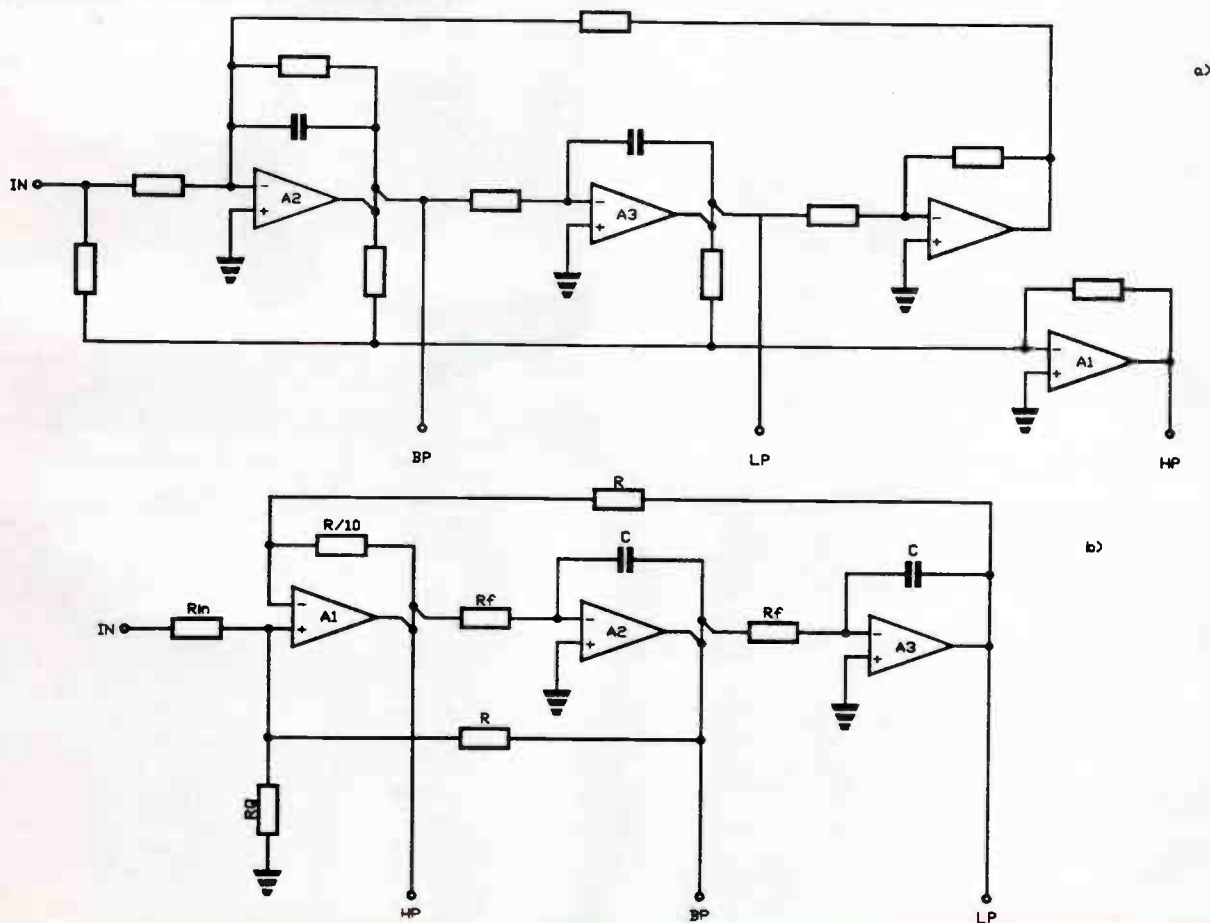 a)
IN
-
+
A2
-
+
A3
-
+
-
+
A1
BP
LP
HP
R
R/10
C
C
b)
IN
Rin
-
+
A1
Rf
-
+
A2
Rf
-
+
A3
R
RQ
HP
BP
LP